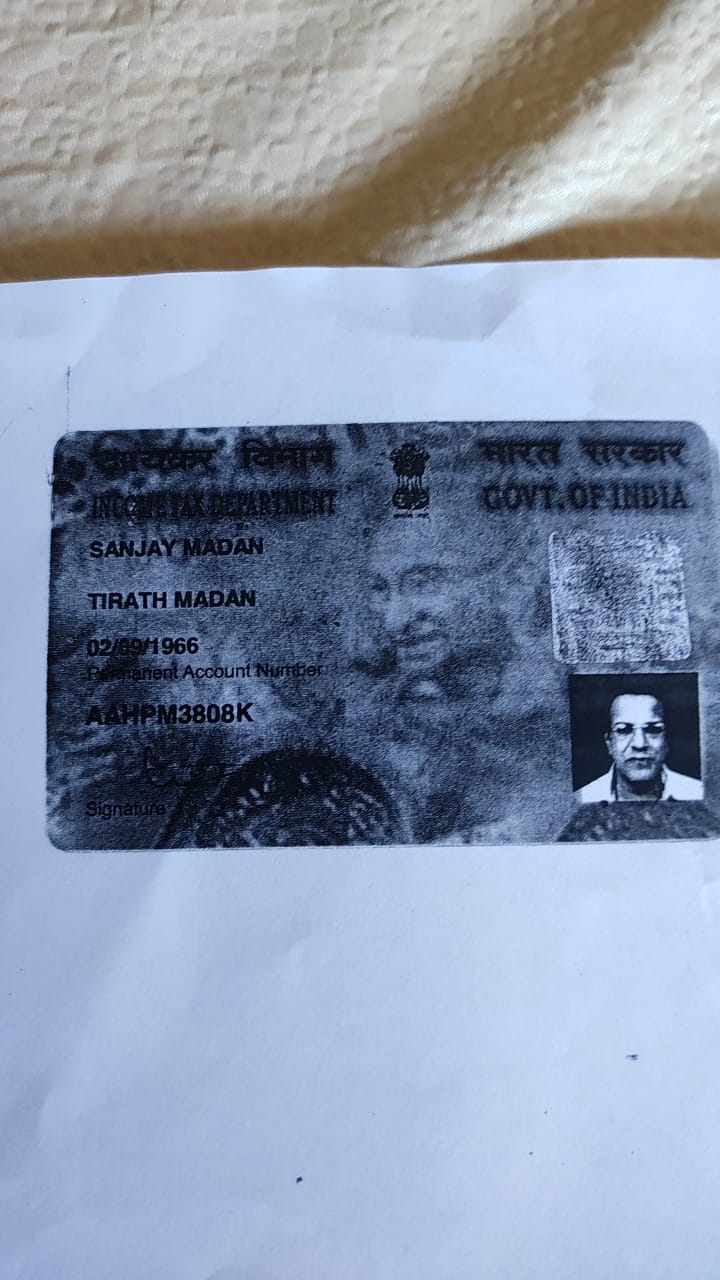 आयकर विभाग
INCOME TAX DEPARTMENT
भारत सरकार
GOVT. OF INDIA
SANJAY MADAN
TIRATH MADAN
02/09/1966
Permanent Account Number
AAHPM3808K
Signature